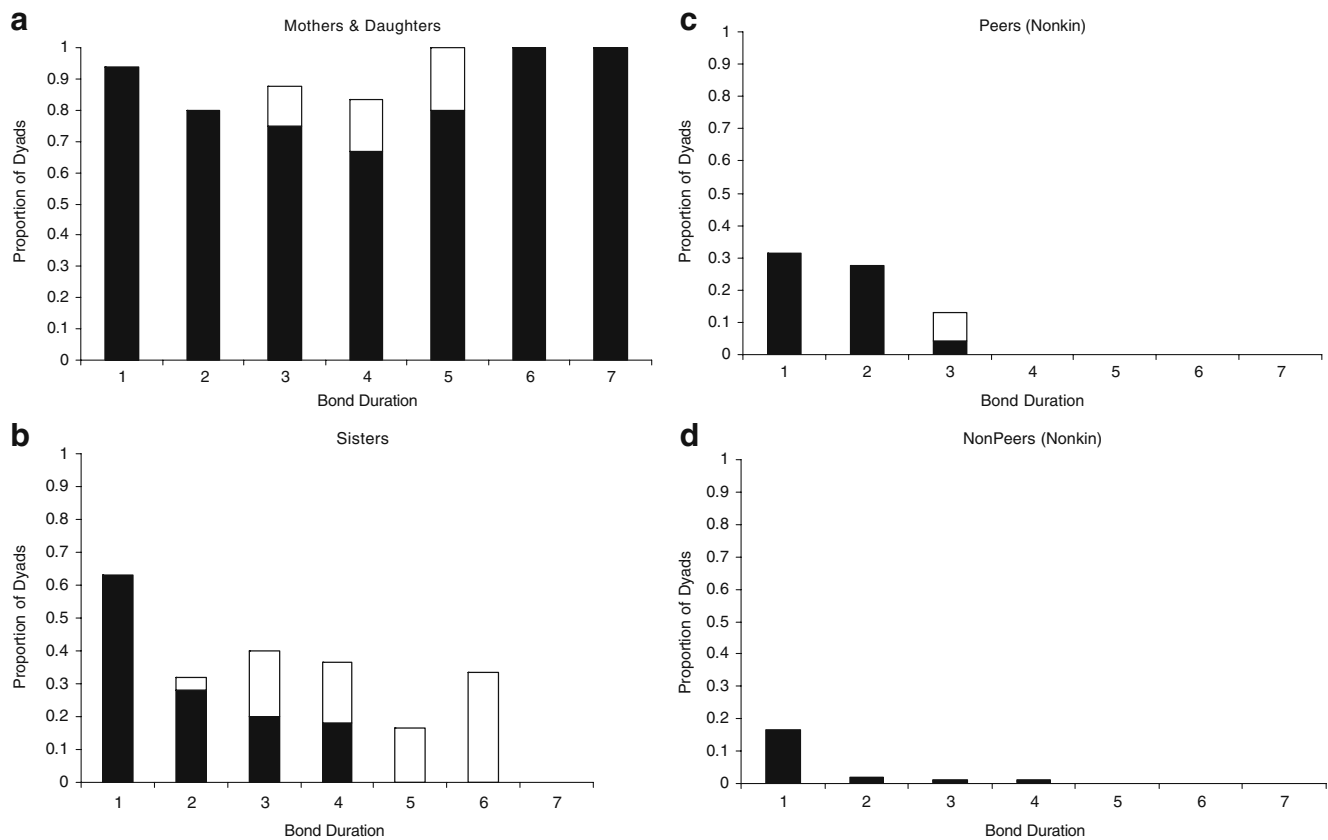 a
Mothers & Daughters
Proportion of Dyads
1
0.9
0.8
0.7
0.6
0.5
0.4
0.3
0.2
0.1
0
1 2 3 4 5 6 7
Bond Duration
b
Sisters
Proportion of Dyads
1
0.9
0.8
0.7
0.6
0.5
0.4
0.3
0.2
0.1
0
1 2 3 4 5 6 7
Bond Duration
c
Peers (Nonkin)
Proportion of Dyads
1
0.9
0.8
0.7
0.6
0.5
0.4
0.3
0.2
0.1
0
1 2 3 4 5 6 7
Bond Duration
d
NonPeers (Nonkin)
Proportion of Dyads
1
0.9
0.8
0.7
0.6
0.5
0.4
0.3
0.2
0.1
0
1 2 3 4 5 6 7
Bond Duration